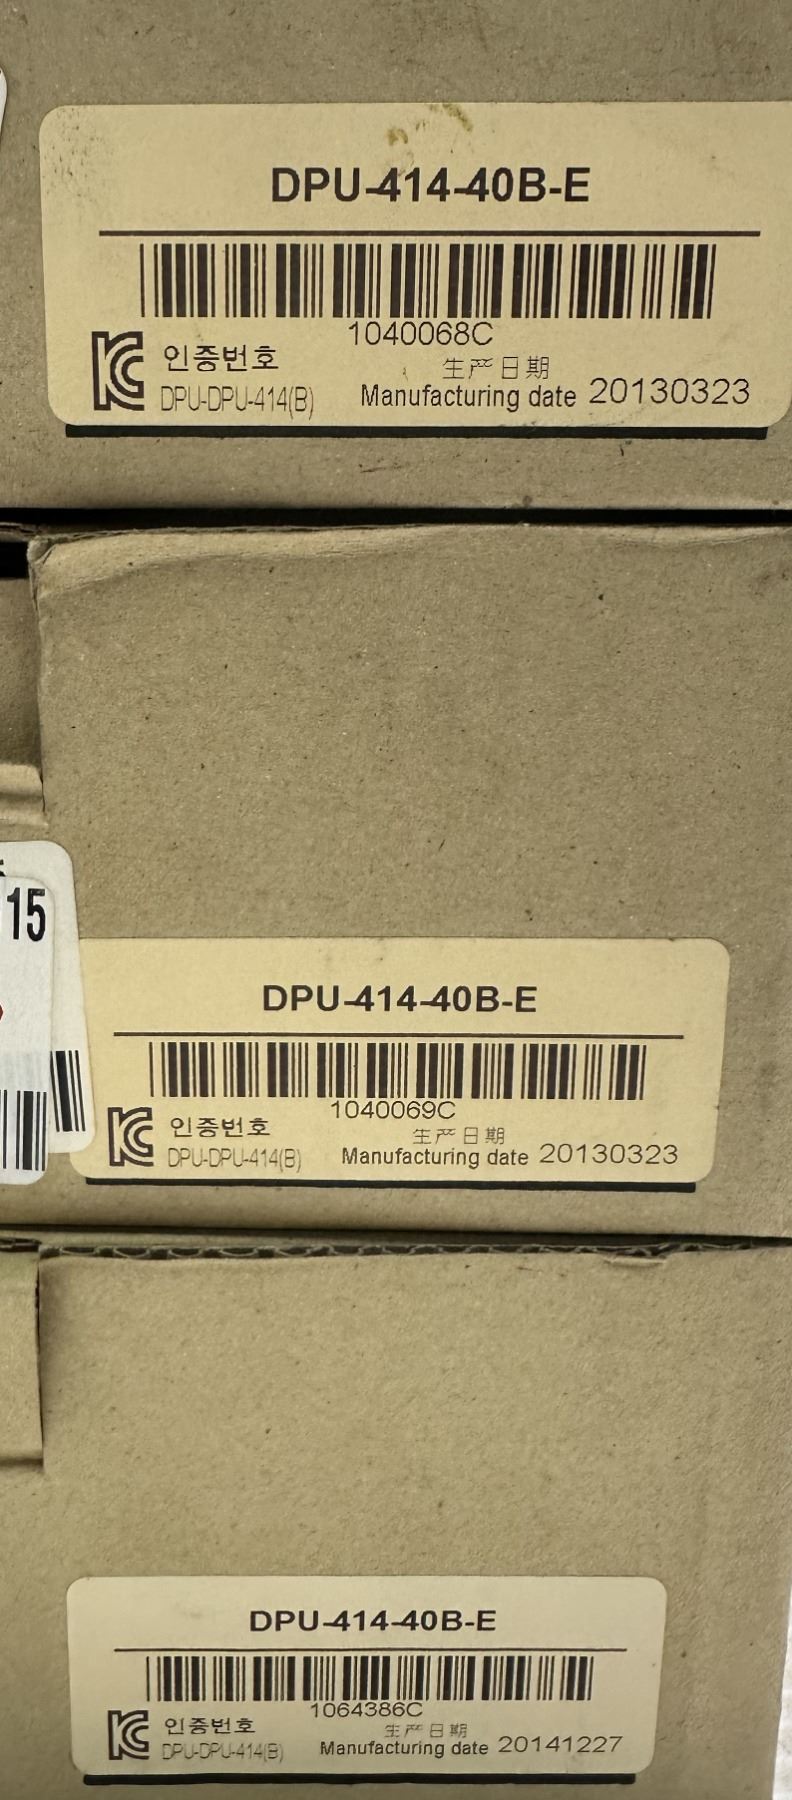 DPU-414-40B-E
1040068C
인증번호
生产日期
DPU-DPU-414(B)
Manufacturing date 20130323
15
DPU-414-40B-E
1040069C
인증번호
生产日期
DPU-DPU-414(B)
Manufacturing date 20130323
DPU-414-40B-E
1064386C
인증번호
生产日期
DPU-DPU-414(B)
Manufacturing date 20141227